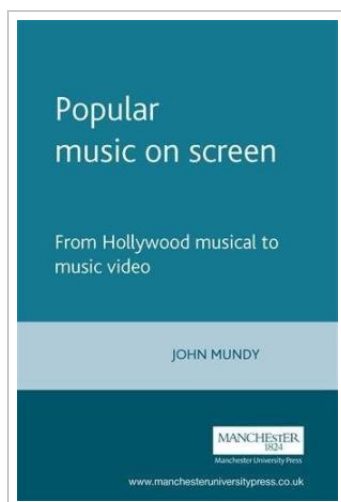 Popular
music on screen
From Hollywood musical to
music video
JOHN MUNDY
MANCHESTER
1824
Manchester University Press
www.manchesteruniversitypress.co.uk